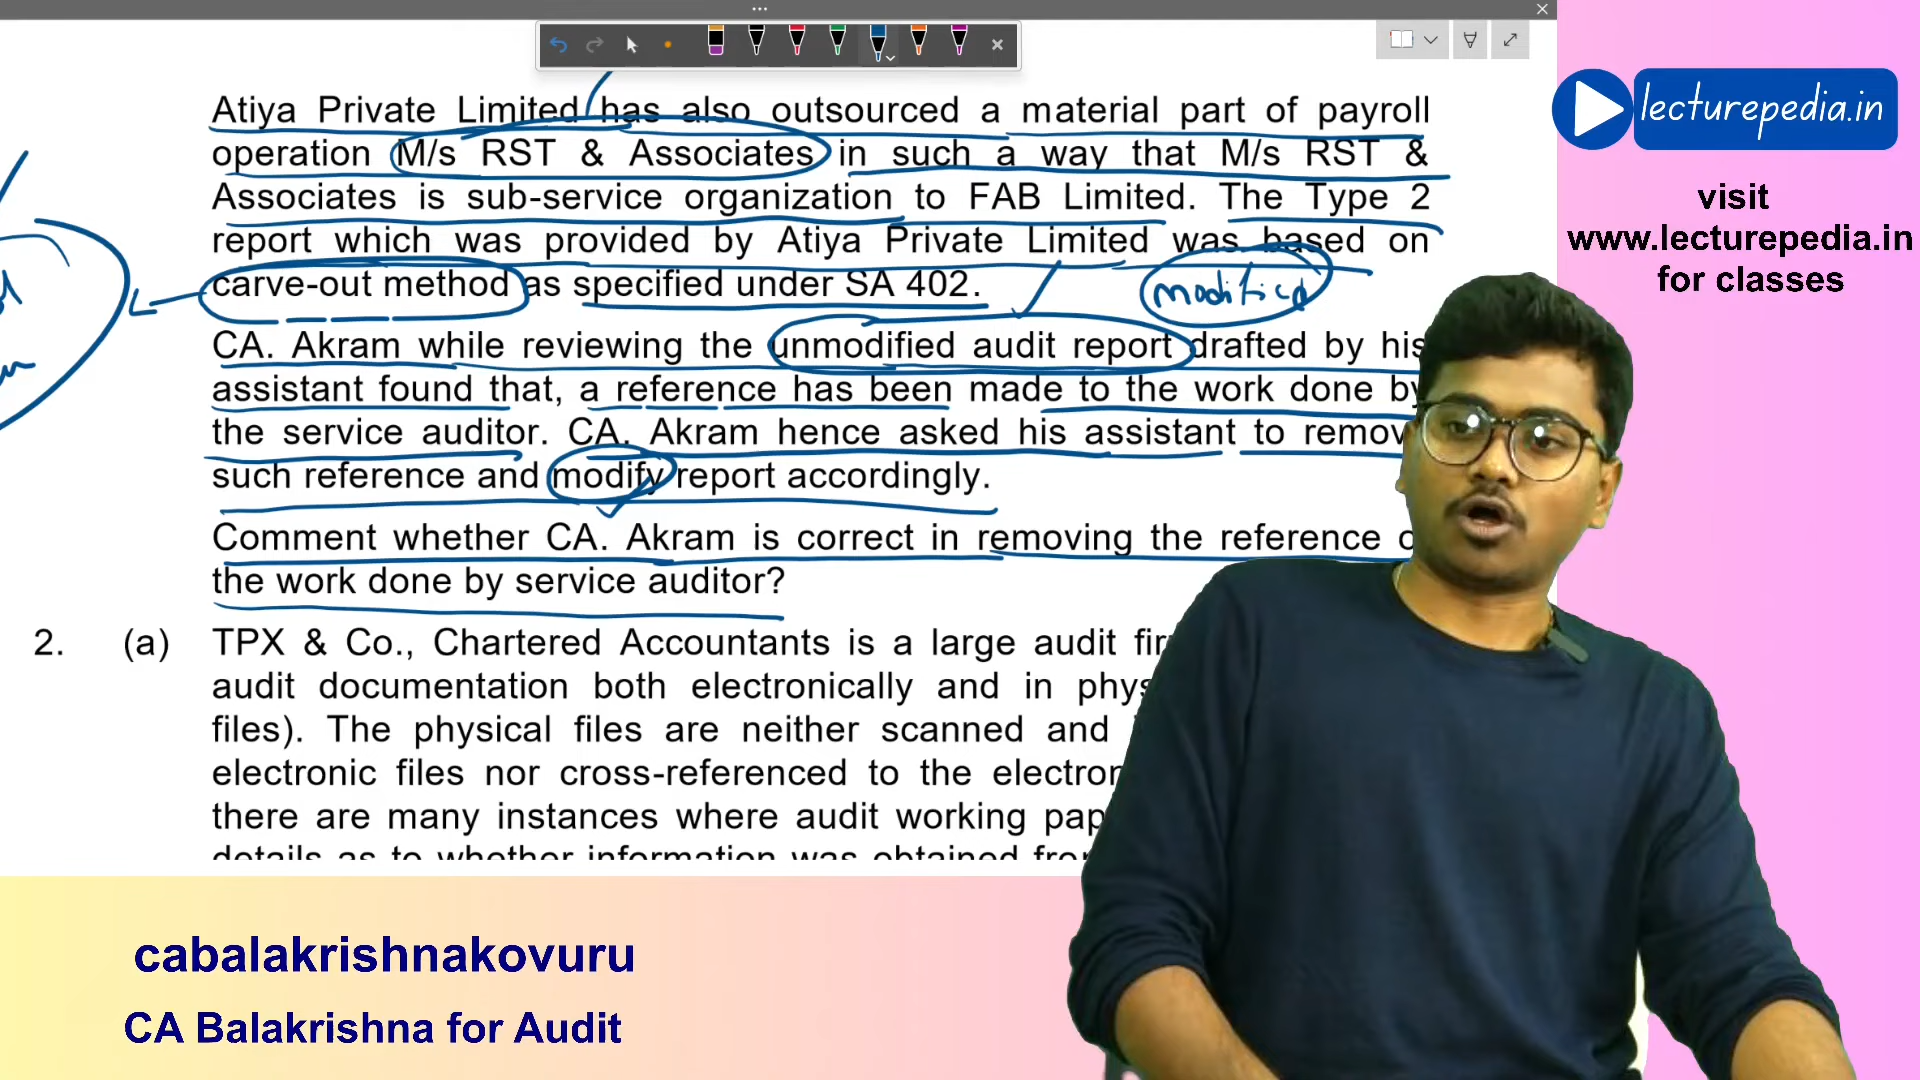 Atiya Private Limited has also outsourced a material part of payroll
operation M/s RST & Associates in such a way that M/s RST &
Associates is sub-service organization to FAB Limited. The Type 2
report which was provided by Atiya Private Limited was based on
carve-out method as specified under SA 402.
modified
CA. Akram while reviewing the unmodified audit report drafted by his
assistant found that, a reference has been made to the work done by
the service auditor. CA. Akram hence asked his assistant to remov
such reference and modify report accordingly.
Comment whether CA. Akram is correct in removing the reference o
the work done by service auditor?
2. (a) TPX & Co., Chartered Accountants is a large audit fir
audit documentation both electronically and in phys
files). The physical files are neither scanned and
electronic files nor cross-referenced to the electron
there are many instances where audit working pap
details as to whether information was obtained from
lecturepedia.in
visit
www.lecturepedia.in
for classes
cabalakrishnakovuru
CA Balakrishna for Audit